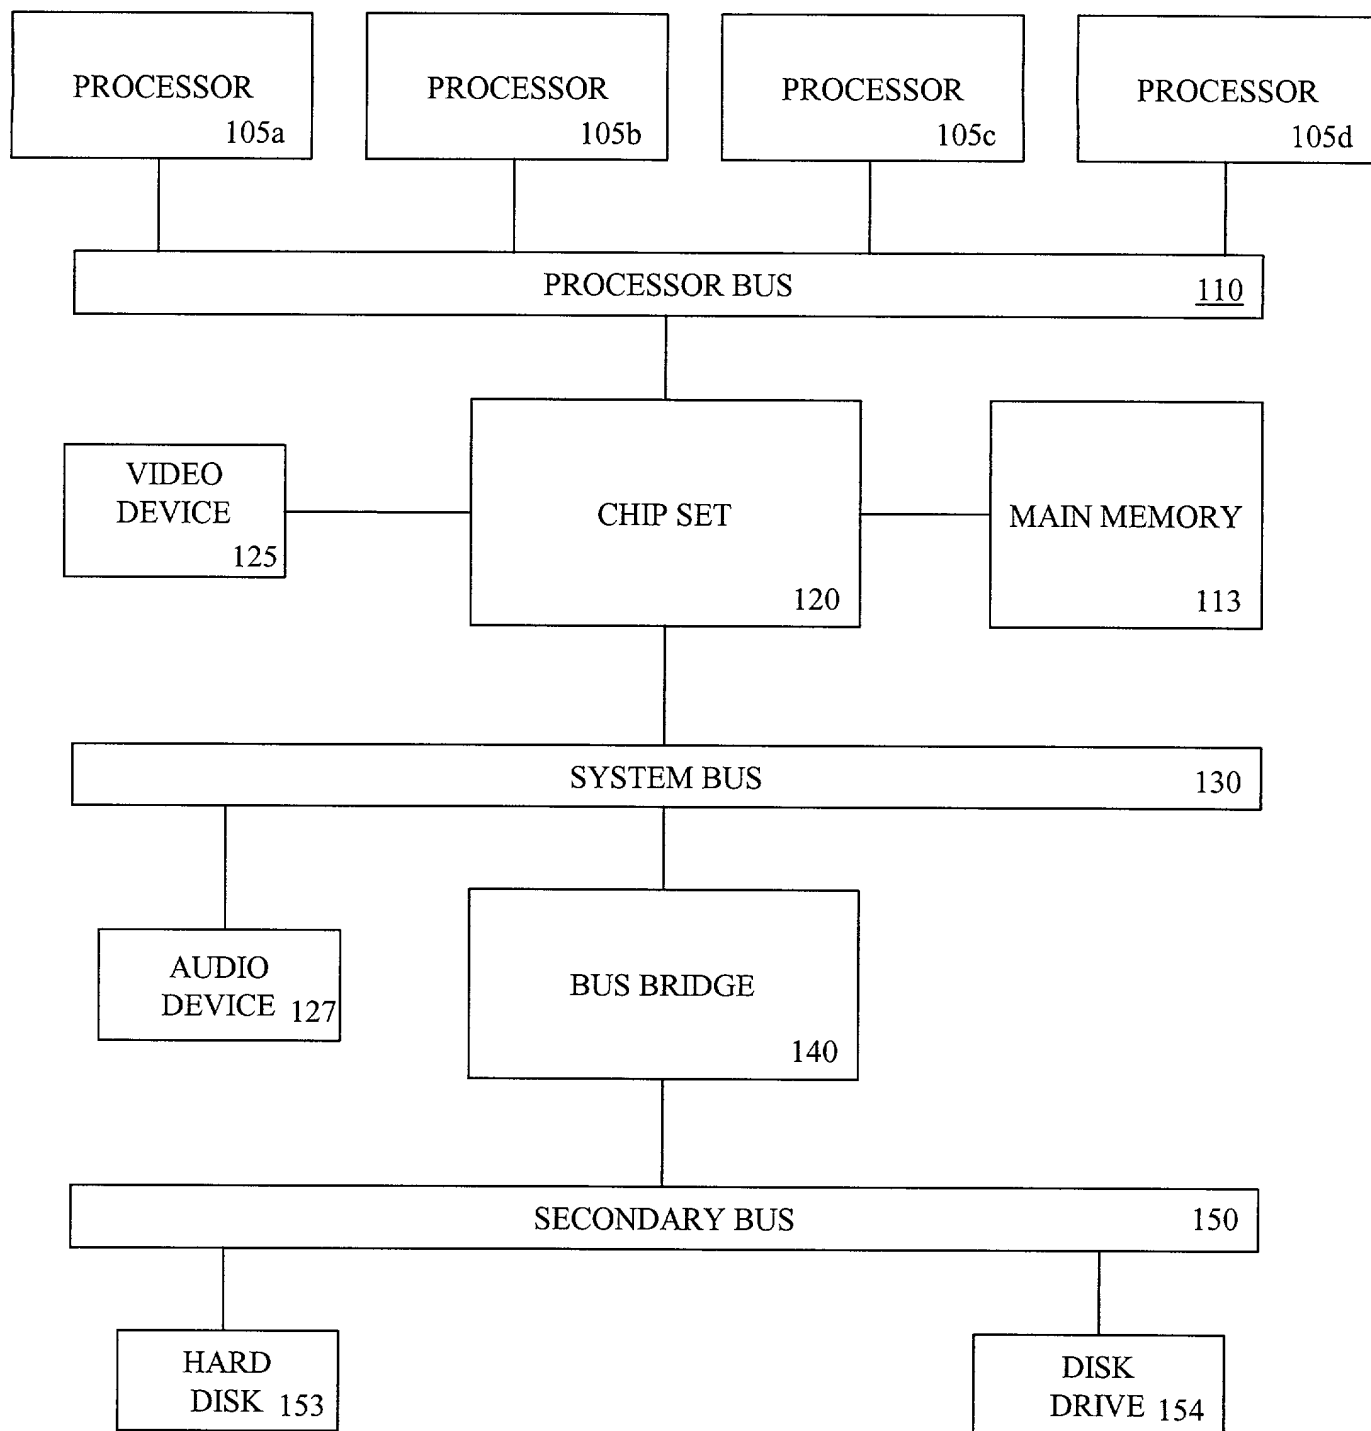 PROCESSOR
105a
PROCESSOR
105b
PROCESSOR
105c
PROCESSOR
105d
PROCESSOR BUS
110
VIDEO
DEVICE
125
CHIP SET
120
MAIN MEMORY
113
SYSTEM BUS
130
AUDIO
DEVICE 127
BUS BRIDGE
140
SECONDARY BUS
150
HARD
DISK 153
DISK
DRIVE 154